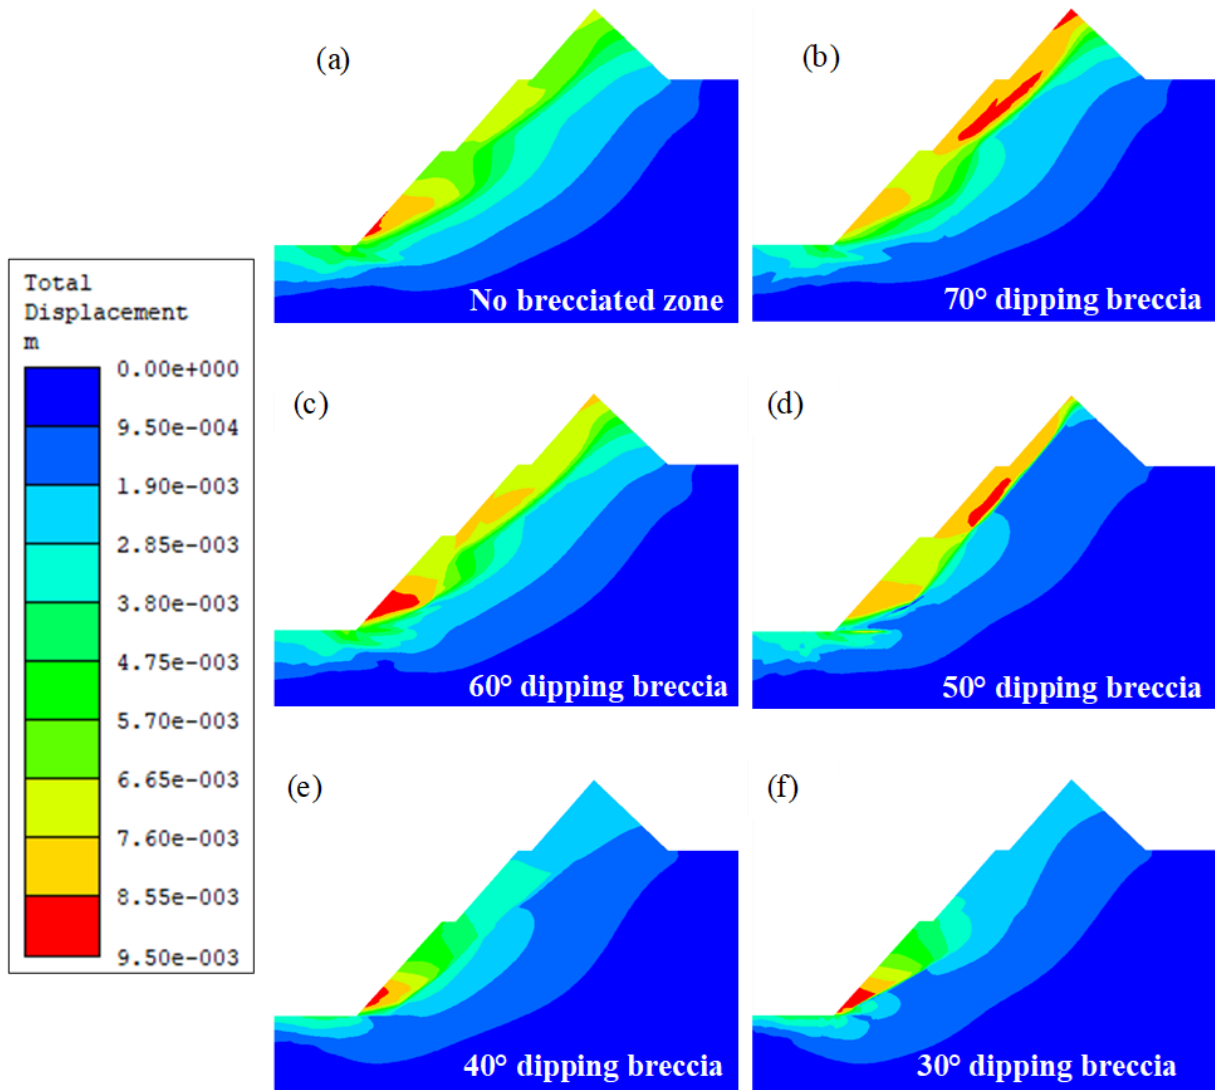 (a)
No brecciated zone
(b)
70° dipping breccia
Total
Displacement
m
0.00e+000
9.50e-004
1.90e-003
2.85e-003
3.80e-003
4.75e-003
5.70e-003
6.65e-003
7.60e-003
8.55e-003
9.50e-003
(c)
60° dipping breccia
(d)
50° dipping breccia
(e)
40° dipping breccia
(f)
30° dipping breccia